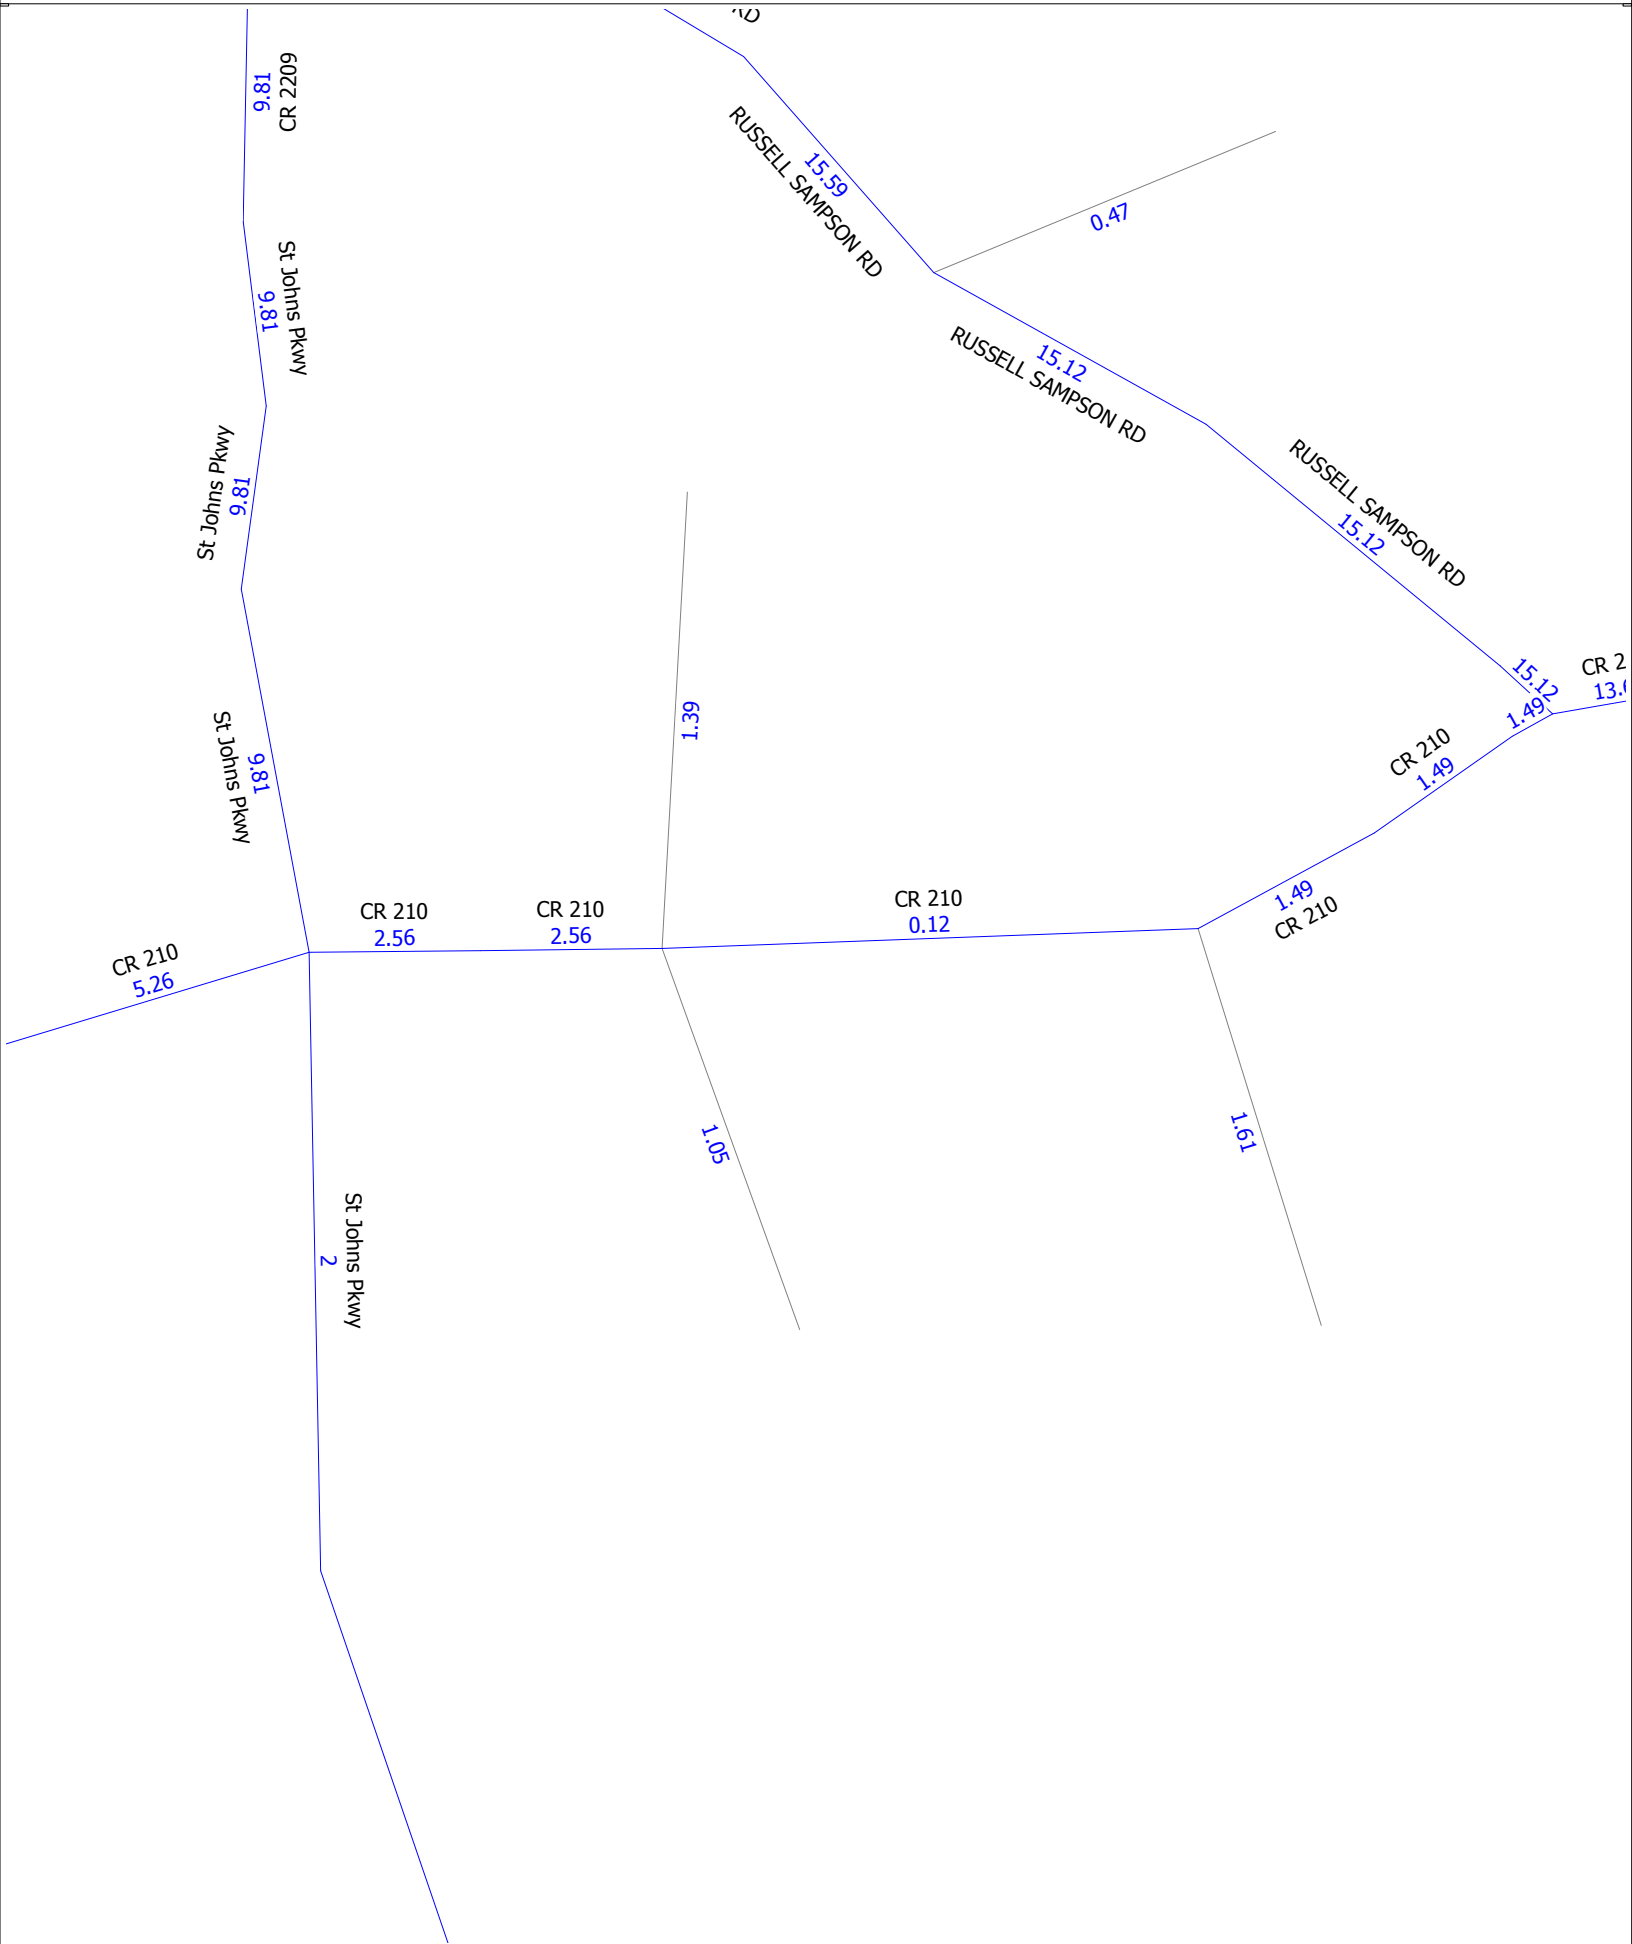 RD
CR 2209
9.81
RUSSELL SAMPSON RD
15.59
0.47
St Johns Pkwy
9.81
RUSSELL SAMPSON RD
15.12
St Johns Pkwy
9.81
RUSSELL SAMPSON RD
15.12
15.12
CR 2
13.
1.49
1.39
St Johns Pkwy
9.81
CR 210
1.49
CR 210
2.56
CR 210
2.56
CR 210
0.12
1.49
CR 210
CR 210
5.26
1.05
1.61
St Johns Pkwy
2